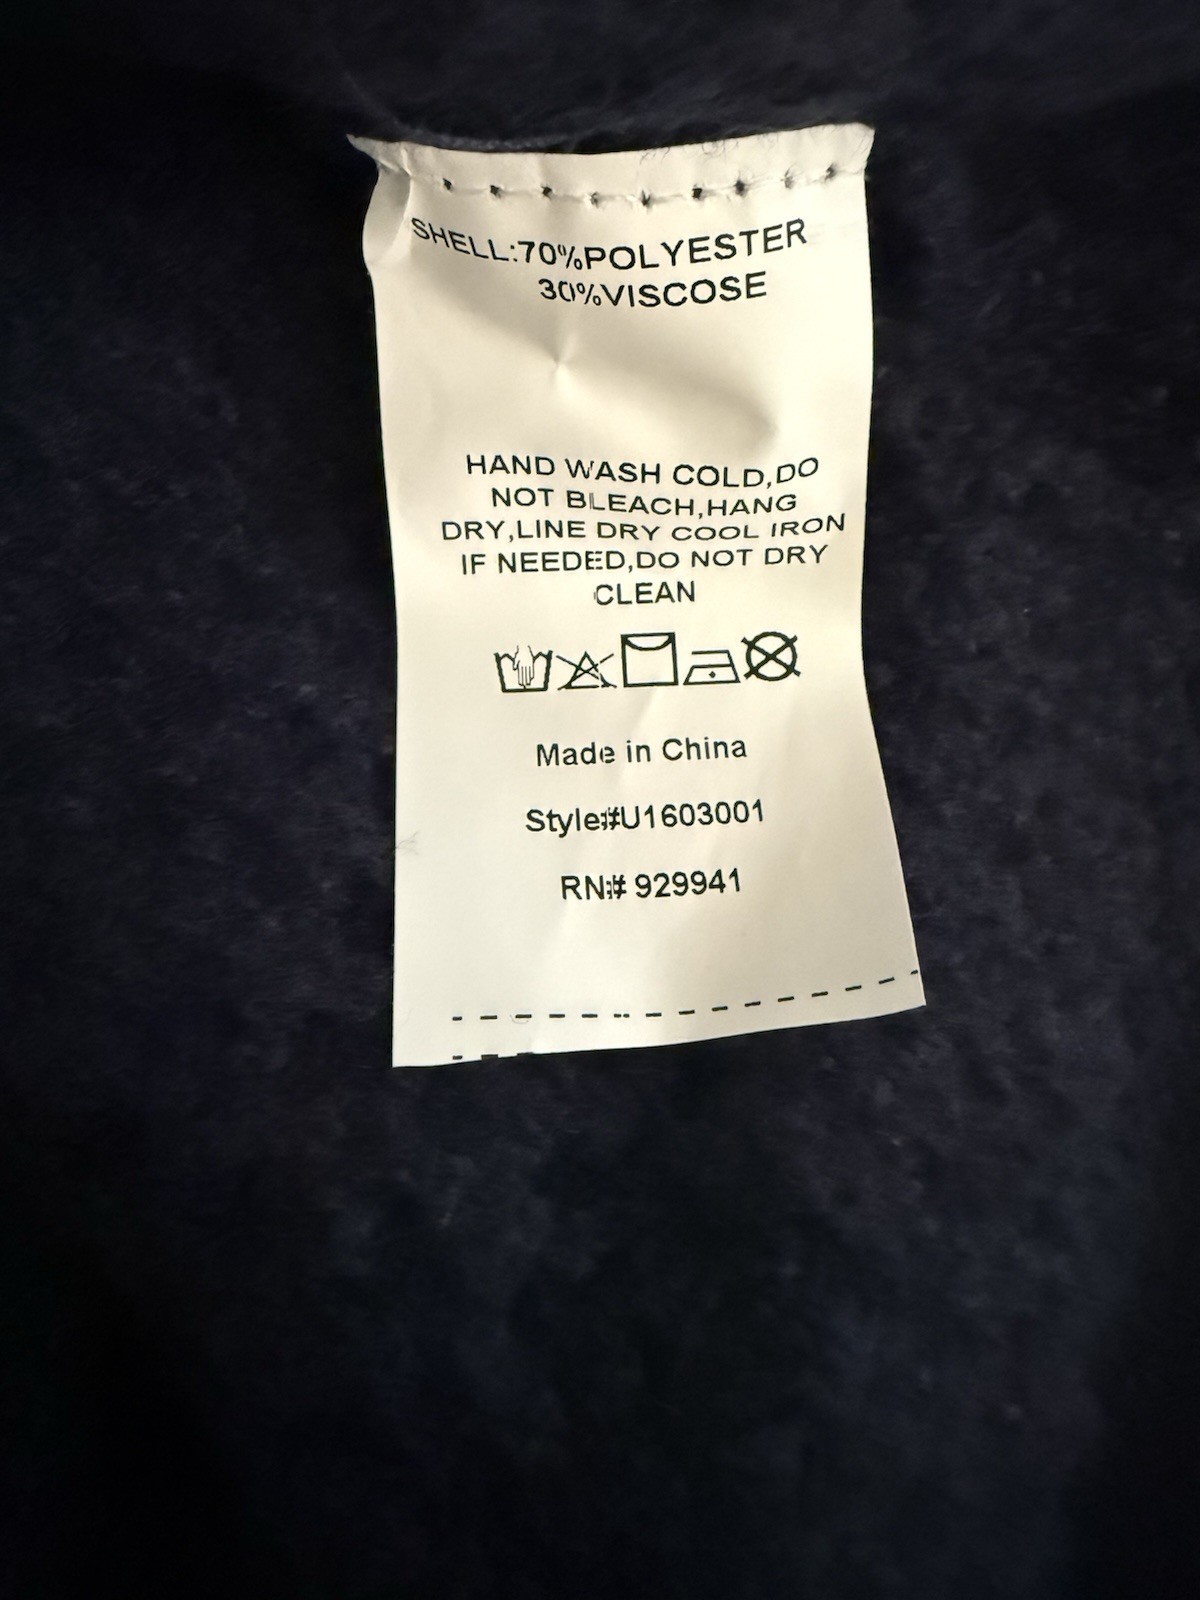 SHELL:70%POLYESTER
30%VISCOSE
HAND WASH COLD,DO
NOT BLEACH,HANG
DRY,LINE DRY COOL IRON
IF NEEDED,DO NOT DRY
CLEAN
Made in China
Style:#U1603001
RN:# 929941